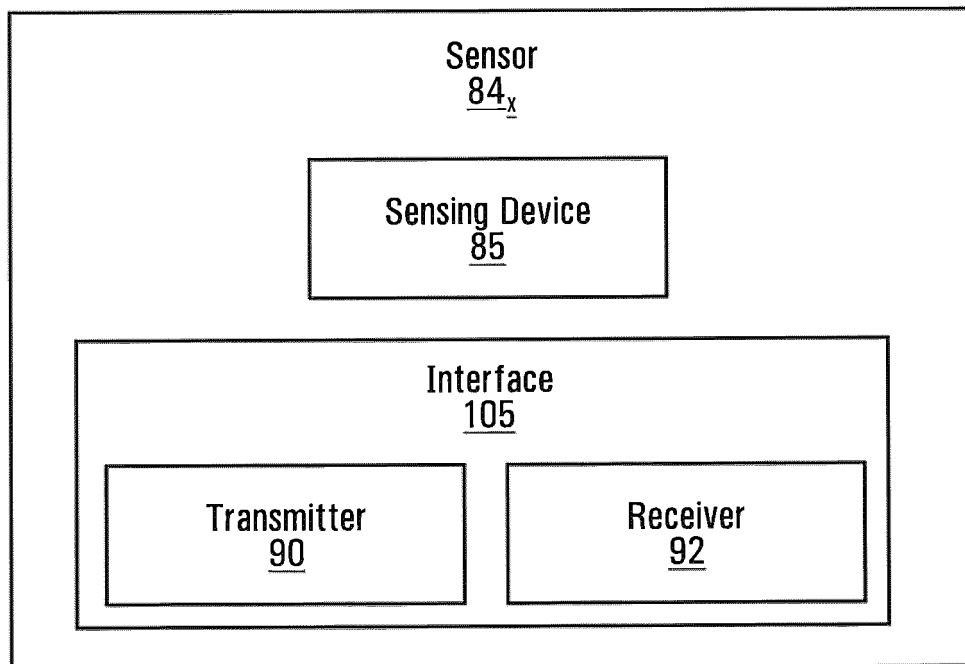 Sensor
84x
Sensing Device
85
Interface
105
Transmitter
90
Receiver
92